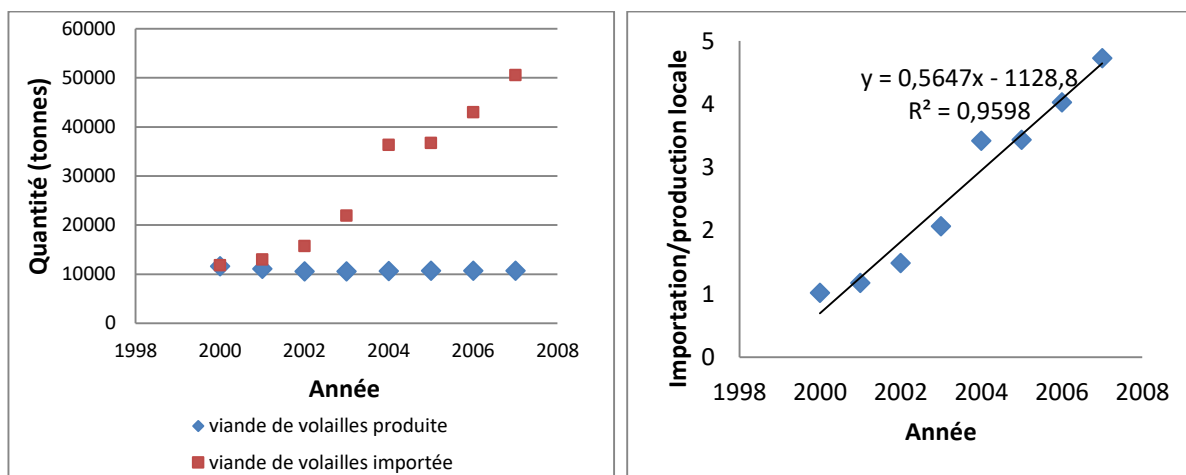 60000
50000
40000
30000
20000
10000
0
Quantité (tonnes)
1998 2000 2002 2004 2006 2008
Année
viande de volailles produite
viande de volailles importée
5
4
3
2
1
0
Importation/production locale
y = 0,5647x - 1128,8
R² = 0,9598
1998 2000 2002 2004 2006 2008
Année